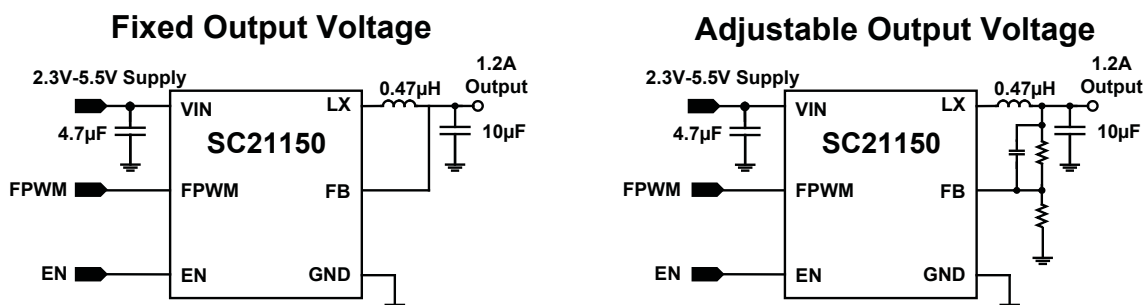 Fixed Output Voltage
2.3V-5.5V Supply
4.7µF
FPWM
EN
VIN
LX
SC21150
FPWM
FB
EN
GND
0.47µH
1.2A
Output
10µF
Adjustable Output Voltage
2.3V-5.5V Supply
4.7µF
FPWM
EN
VIN
LX
SC21150
FPWM
FB
EN
GND
0.47µH
1.2A
Output
10µF